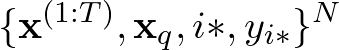 {x^(1:T), x_q, i*, y_i*}^N